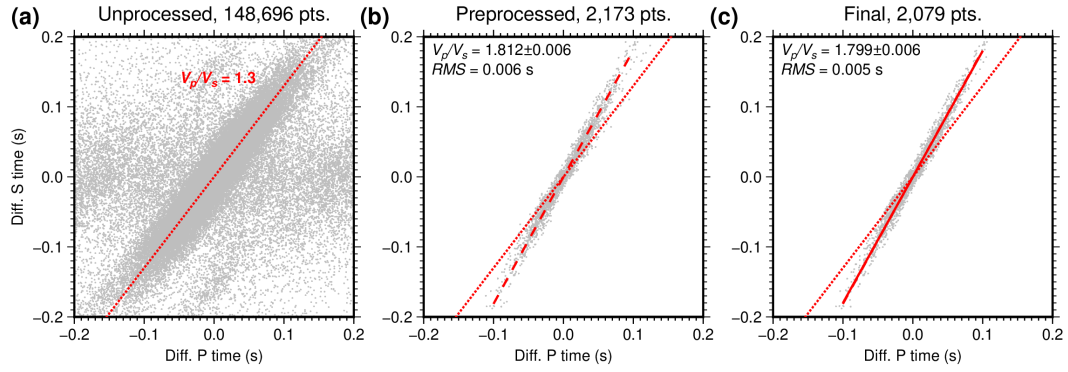 (a) Unprocessed, 148,696 pts.
Vp/Vs = 1.3
0.2
0.1
0.0
−0.1
−0.2
Diff. S time (s)
−0.2 −0.1 0.0 0.1 0.2
Diff. P time (s)
(b) Preprocessed, 2,173 pts.
Vp/Vs = 1.812±0.006
RMS = 0.006 s
0.2
0.1
0.0
−0.1
−0.2
−0.2 −0.1 0.0 0.1 0.2
Diff. P time (s)
(c) Final, 2,079 pts.
Vp/Vs = 1.799±0.006
RMS = 0.005 s
0.2
0.1
0.0
−0.1
−0.2
−0.2 −0.1 0.0 0.1 0.2
Diff. P time (s)